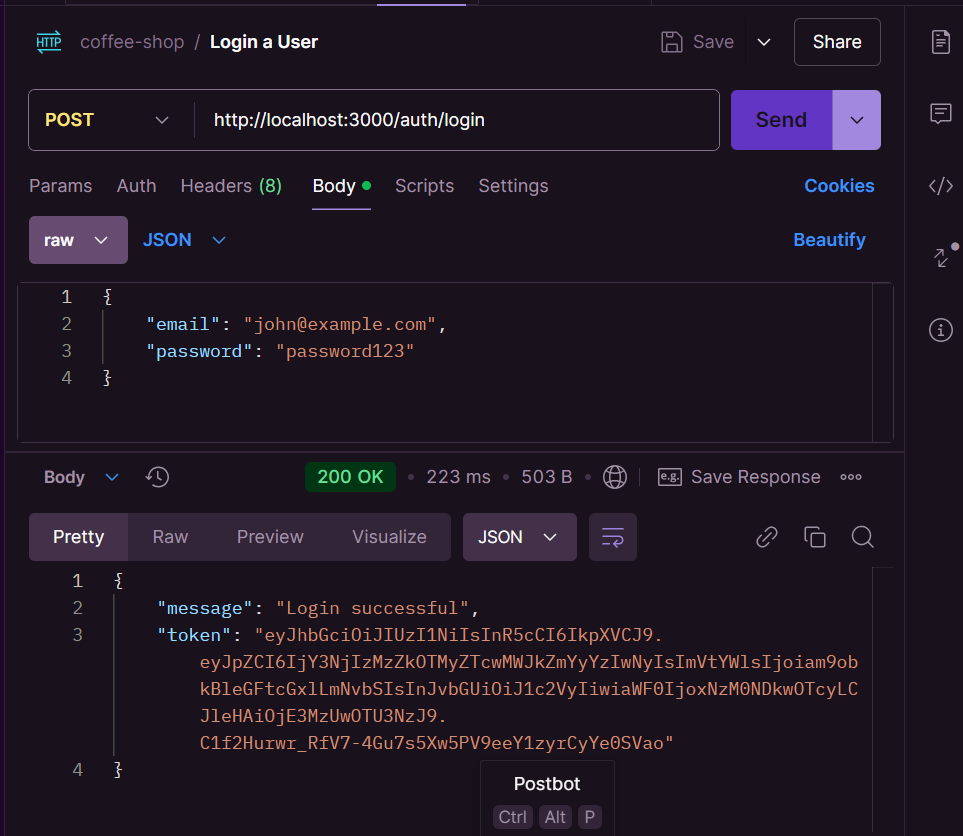 HTTP coffee-shop / Login a User Save Share
POST http://localhost:3000/auth/login Send
Params Auth Headers (8) Body Scripts Settings Cookies
raw JSON Beautify
1 {
2 "email": "john@example.com",
3 "password": "password123"
4 }
Body 200 OK • 223 ms • 503 B • e.g. Save Response
Pretty Raw Preview Visualize JSON
1 {
2 "message": "Login successful",
3 "token": "eyJhbGciOiJIUzI1NiIsInR5cCI6IkpXVCJ9.
eyJpZCI6IjY3NjIzMzZkOTMyZTcwMWJkZmYyYzIwNyIsImVtYWlsIjoiam9ob
kBleGFtcGxlLmNvbSIsInJvbGUiOiJ1c2VyIiwiaWF0IjoxNzM0NDkwOTcyLC
JleHAiOjE3MzUwOTU3NzJ9.
C1f2Hurwr_RfV7-4Gu7s5Xw5PV9eeY1zyrCyYe0SVao"
4 }
Postbot
Ctrl Alt P